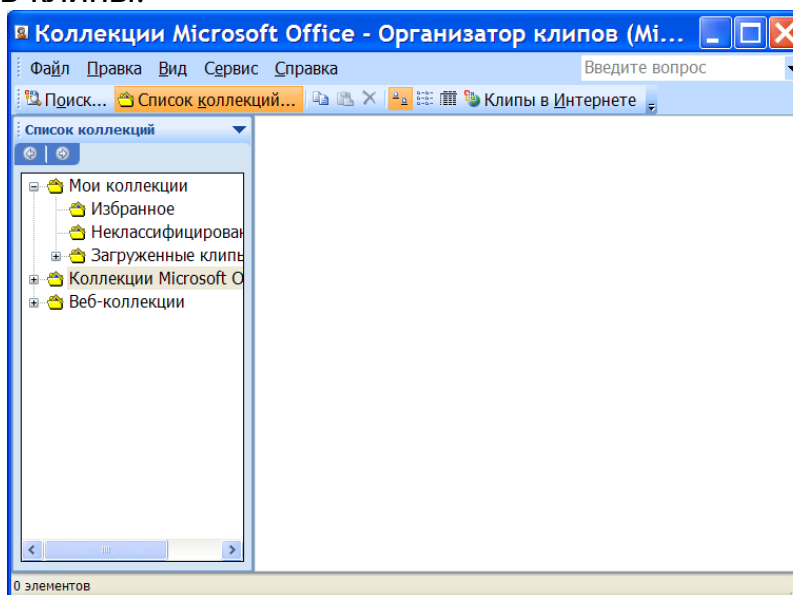 в клипы.
Коллекции Microsoft Office - Организатор клипов (Mi...
Файл Правка Вид Сервис Справка Введите вопрос
Поиск... Список коллекций... Клипы в Интернете
Список коллекций
Мои коллекции
Избранное
Неклассифицирован
Загруженные клипы
Коллекции Microsoft O
Веб-коллекции
0 элементов